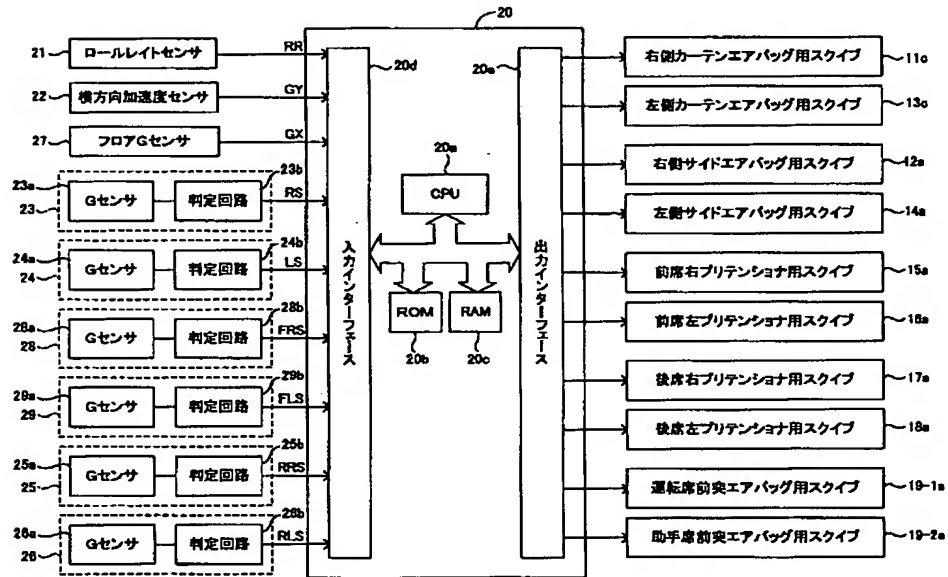 20
21 ロールレイトセンサ RR
22 横方向加速度センサ GY
27 フロアGセンサ GX
20d
入力インターフェース
20e
出力インターフェース
20a
CPU
ROM
20b
RAM
20c
23a
23
Gセンサ
判定回路
23b
RS
24a
24
Gセンサ
判定回路
24b
LS
28a
28
Gセンサ
判定回路
28b
FRS
29a
29
Gセンサ
判定回路
29b
FLS
25a
25
Gセンサ
判定回路
25b
RRS
26a
26
Gセンサ
判定回路
26b
RLS
右側カーテンエアバッグ用スクイブ 11c
左側カーテンエアバッグ用スクイブ 13c
右側サイドエアバッグ用スクイブ 12a
左側サイドエアバッグ用スクイブ 14a
前席右プリテンショナ用スクイブ 15a
前席左プリテンショナ用スクイブ 16a
後席右プリテンショナ用スクイブ 17a
後席左プリテンショナ用スクイブ 18a
運転席前突エアバッグ用スクイブ 19-1a
助手席前突エアバッグ用スクイブ 19-2a